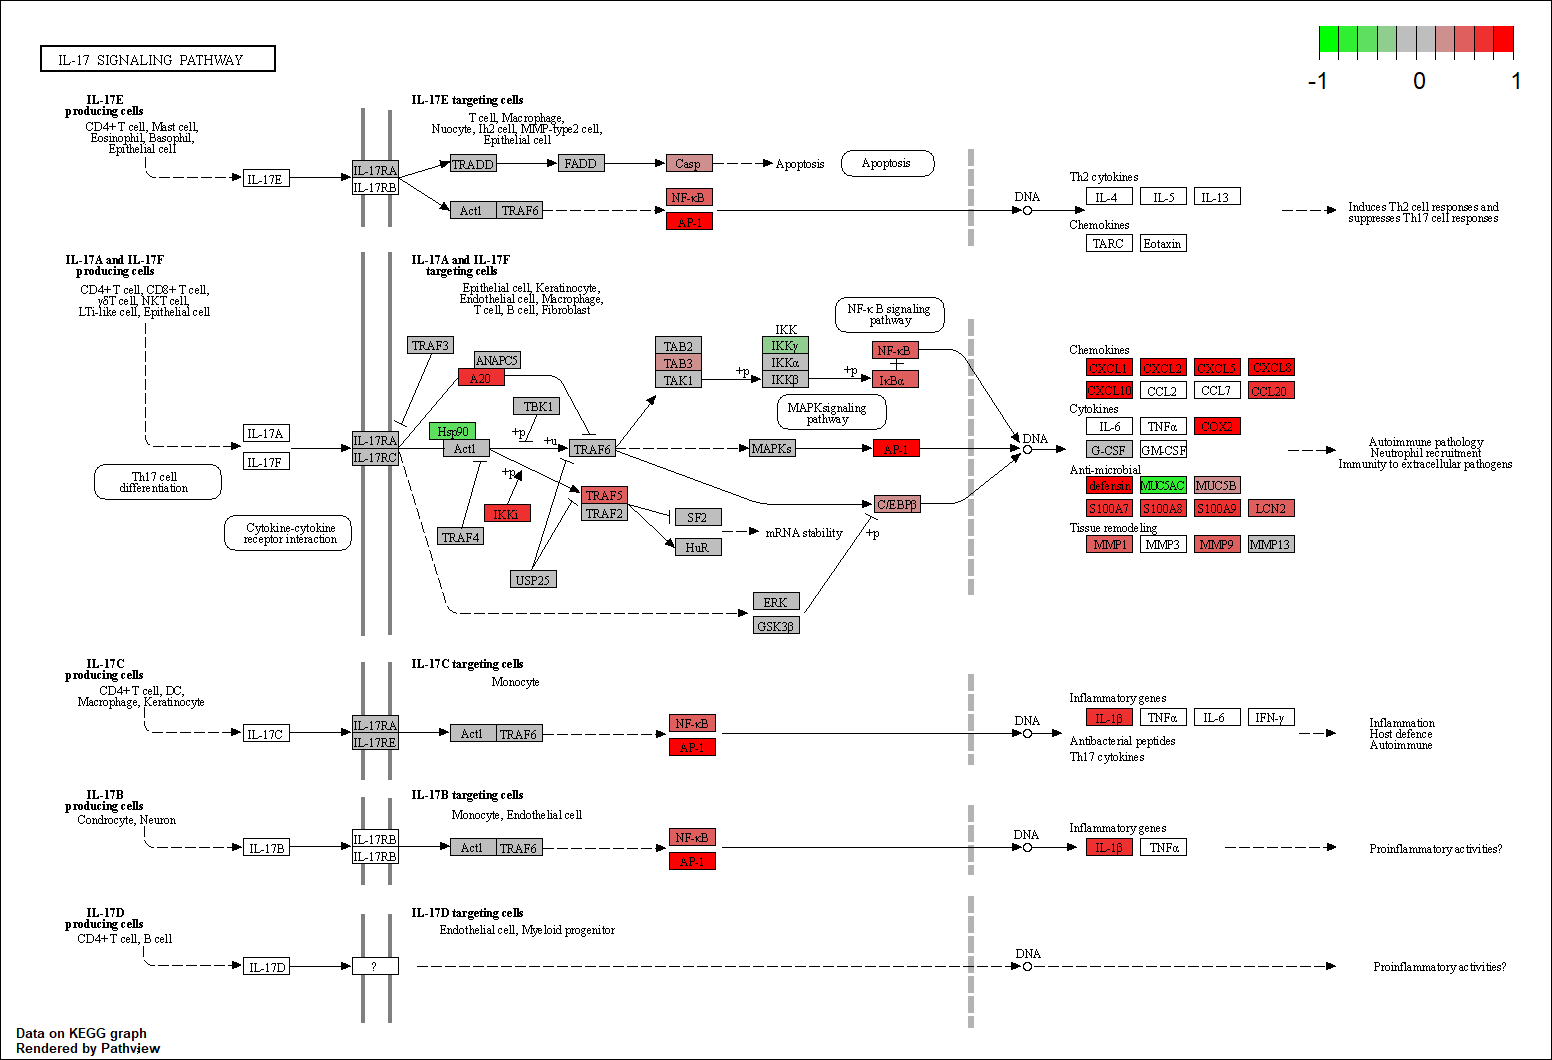 IL-17 SIGNALING PATHWAY
-1 0 1
IL-17E
producing cells
CD4+ T cell, Mast cell,
Eosinophil, Basophil,
Epithelial cell
IL-17E
IL-17RA
IL-17RB
IL-17E targeting cells
T cell, Macrophage,
Nuocyte, Ih2 cell, MMP-type2 cell,
Epithelial cell
TRADD
FADD
Casp
Apoptosis
Apoptosis
Act1
TRAF6
NF-κB
AP-1
DNA
Th2 cytokines
IL-4
IL-5
IL-13
Chemokines
TARC
Eotaxin
Induces Th2 cell responses and
suppresses Th17 cell responses
IL-17A and IL-17F
producing cells
CD4+ T cell, CD8+ T cell,
γδT cell, NKT cell,
LTi-like cell, Epithelial cell
IL-17A
IL-17F
IL-17RA
IL-17RC
Th17 cell
differentiation
Cytokine-cytokine
receptor interaction
IL-17A and IL-17F
targeting cells
Epithelial cell, Keratinocyte,
Endothelial cell, Macrophage,
T cell, B cell, Fibroblast
TRAF3
ANAPC5
A20
TBK1
Hsp90
Act1
+p
+u
+p
TRAF6
IKKi
TRAF4
USP25
TRAF5
TRAF2
SF2
HuR
mRNA stability
TAB2
TAB3
TAK1
+p
IKK
IKKγ
IKKα
IKKβ
+p
NF-κB signaling
pathway
NF-κB
IκBα
MAPK signaling
pathway
MAPKs
AP-1
C/EBPβ
+p
ERK
GSK3β
DNA
Chemokines
CXCL1
CXCL2
CXCL5
CXCL8
CXCL10
CCL2
CCL7
CCL20
Cytokines
IL-6
TNFα
COX2
G-CSF
GM-CSF
Anti-microbial
defensin
MUC5AC
MUC5B
S100A7
S100A8
S100A9
LCN2
Tissue remodeling
MMP1
MMP3
MMP9
MMP13
Autoimmune pathology
Neutrophil recruitment
Immunity to extracellular pathogens
IL-17C
producing cells
CD4+ T cell, DC,
Macrophage, Keratinocyte
IL-17C
IL-17RA
IL-17RE
IL-17C targeting cells
Monocyte
Act1
TRAF6
NF-κB
AP-1
DNA
Inflammatory genes
IL-1β
TNFα
IL-6
IFN-γ
Antibacterial peptides
Th17 cytokines
Inflammation
Host defence
Autoimmune
IL-17B
producing cells
Condrocyte, Neuron
IL-17B
IL-17RB
IL-17RB
IL-17B targeting cells
Monocyte, Endothelial cell
Act1
TRAF6
NF-κB
AP-1
DNA
Inflammatory genes
IL-1β
TNFα
Proinflammatory activities?
IL-17D
producing cells
CD4+ T cell, B cell
IL-17D
?
IL-17D targeting cells
Endothelial cell, Myeloid progenitor
DNA
Proinflammatory activities?
Data on KEGG graph
Rendered by Pathview